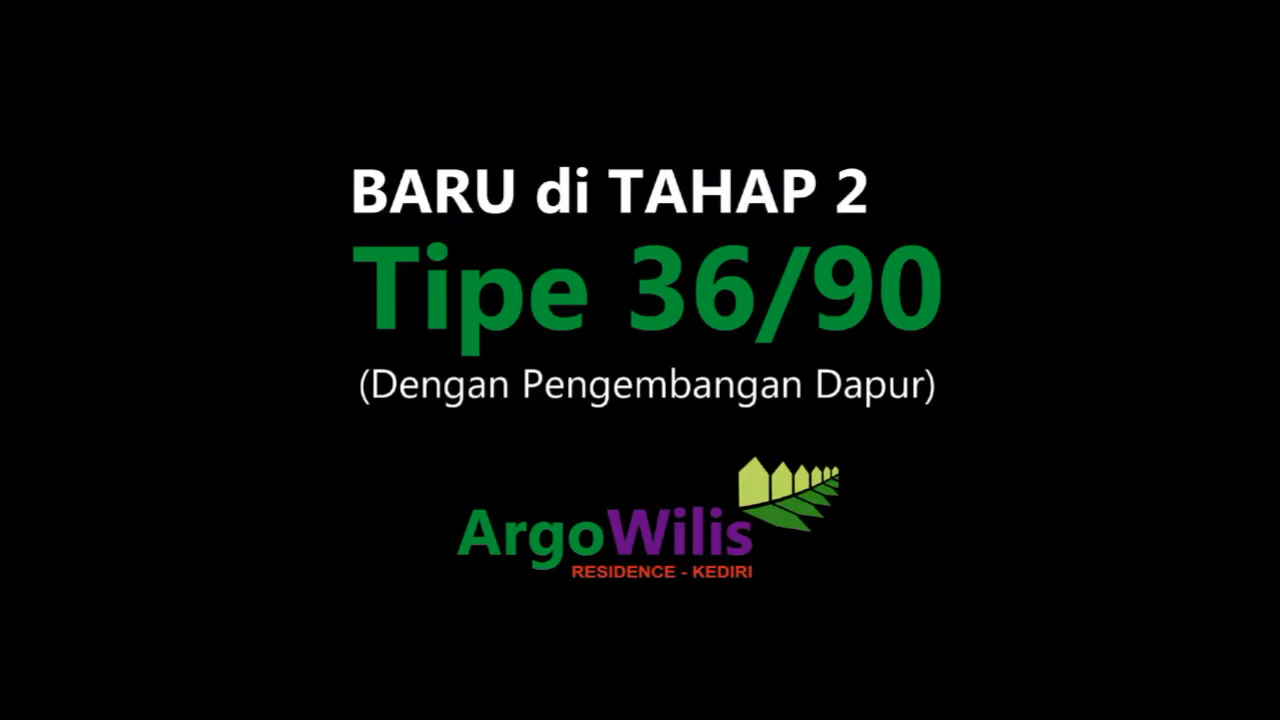 BARU di TAHAP 2
Tipe 36/90
(Dengan Pengembangan Dapur)
ArgoWilis
RESIDENCE - KEDIRI